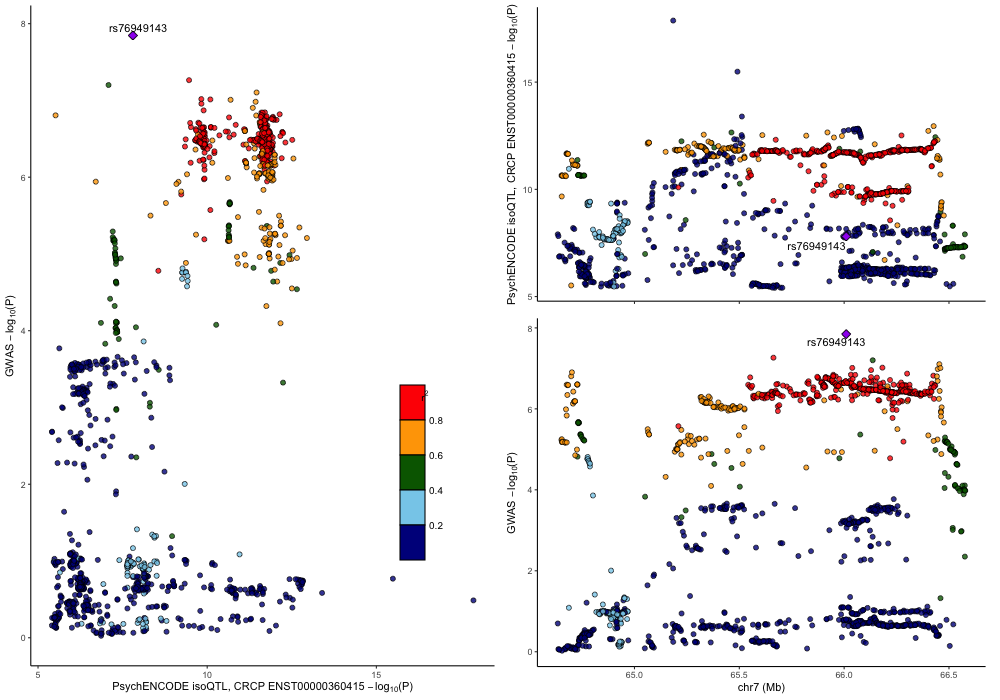 rs76949143
GWAS −log10(P)
8
6
4
2
0
5
10
15
PsychENCODE isoQTL, CRCP ENST00000360415 −log10(P)
r2
0.8
0.6
0.4
0.2
PsychENCODE isoQTL, CRCP ENST00000360415 −log10(P)
15
10
5
rs76949143
GWAS −log10(P)
8
6
4
2
0
rs76949143
65.0
65.5
66.0
66.5
chr7 (Mb)